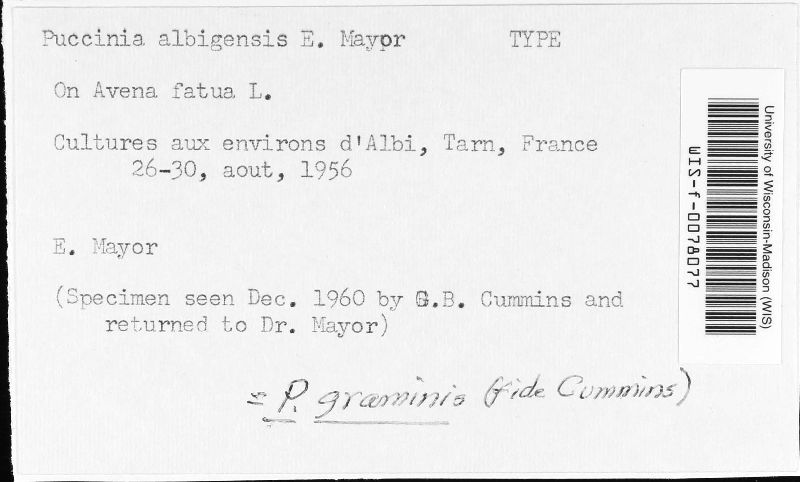 Puccinia albigensis E. Mayor TYPE
On Avena fatua L.
Cultures aux environs d'Albi, Tarn, France
26-30, aout, 1956
E. Mayor
(Specimen seen Dec. 1960 by G.B. Cummins and
returned to Dr. Mayor)
= P. graminis (fide Cummins)
University of Wisconsin-Madison (WIS)
WIS-f-0078077